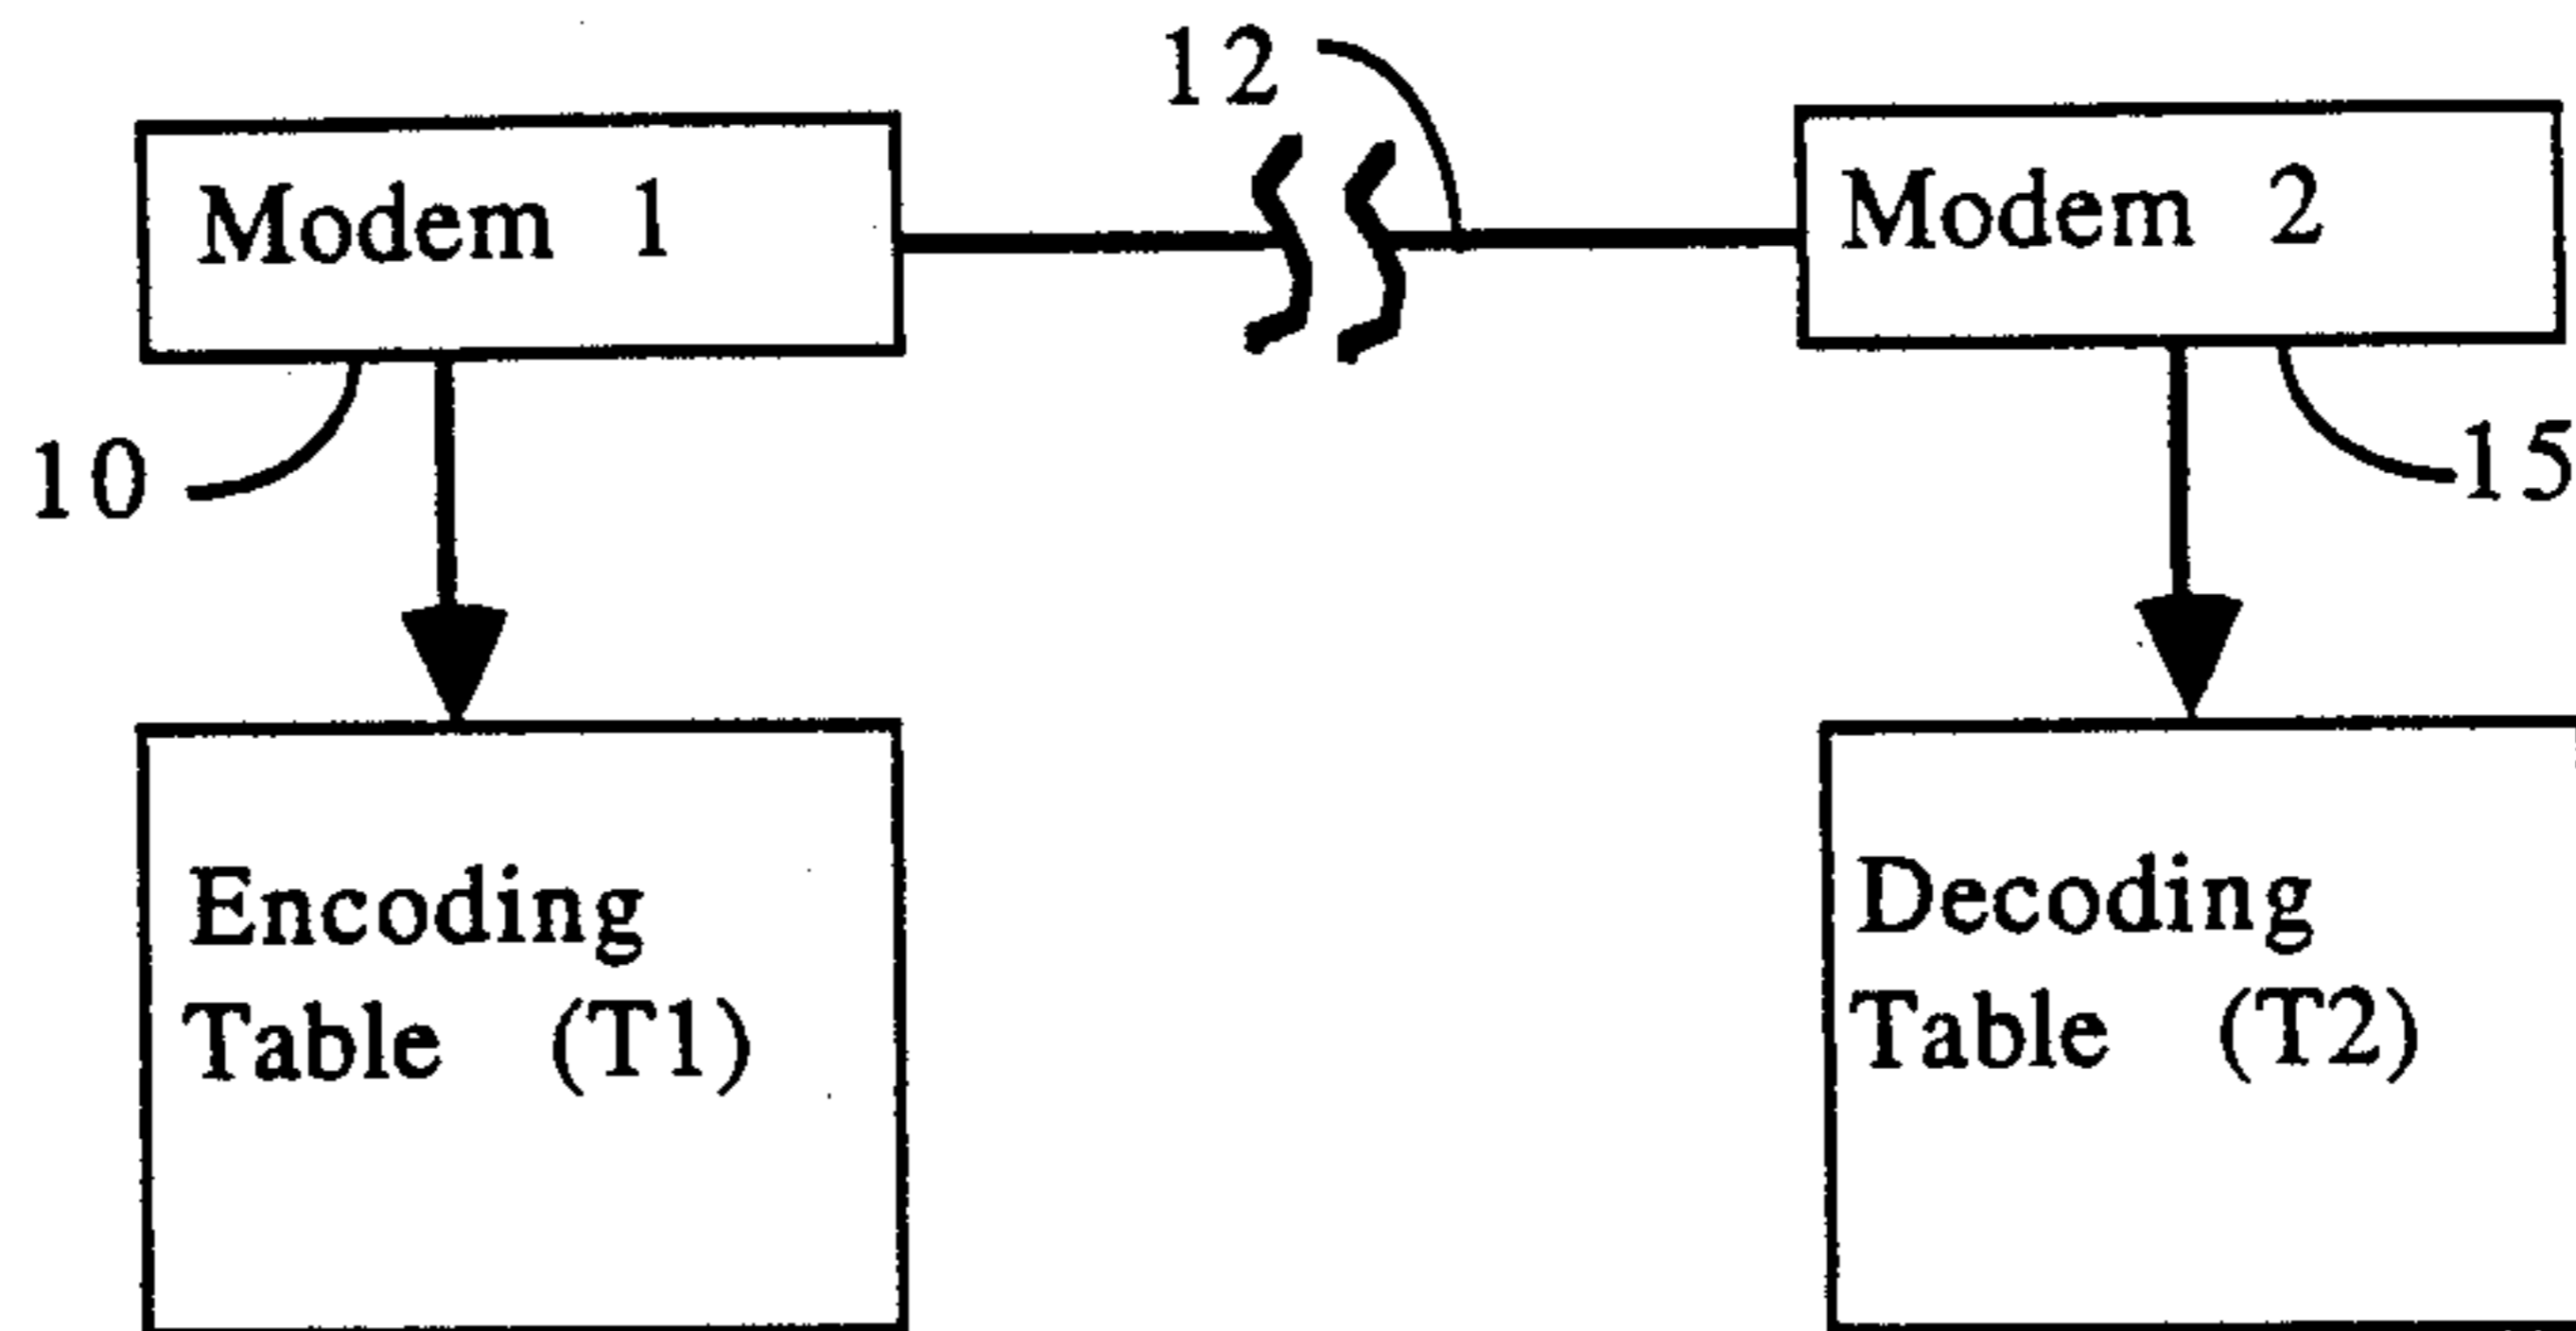 12
Modem 1
Modem 2
10
15
Encoding
Table (T1)
Decoding
Table (T2)